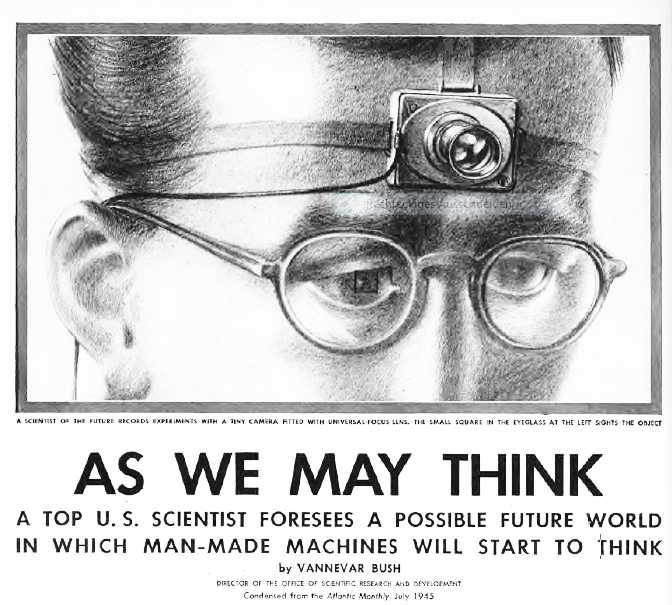 Rechteckiges Ausschneiden
A SCIENTIST OF THE FUTURE RECORDS EXPERIMENTS WITH A TINY CAMERA FITTED WITH UNIVERSAL-FOCUS LENS. THE SMALL SQUARE IN THE EYEGLASS AT THE LEFT SIGHTS THE OBJECT
AS WE MAY THINK
A TOP U. S. SCIENTIST FORESEES A POSSIBLE FUTURE WORLD
IN WHICH MAN-MADE MACHINES WILL START TO THINK
by VANNEVAR BUSH
DIRECTOR OF THE OFFICE OF SCIENTIFIC RESEARCH AND DEVELOPMENT
Condensed from the Atlantic Monthly, July 1945